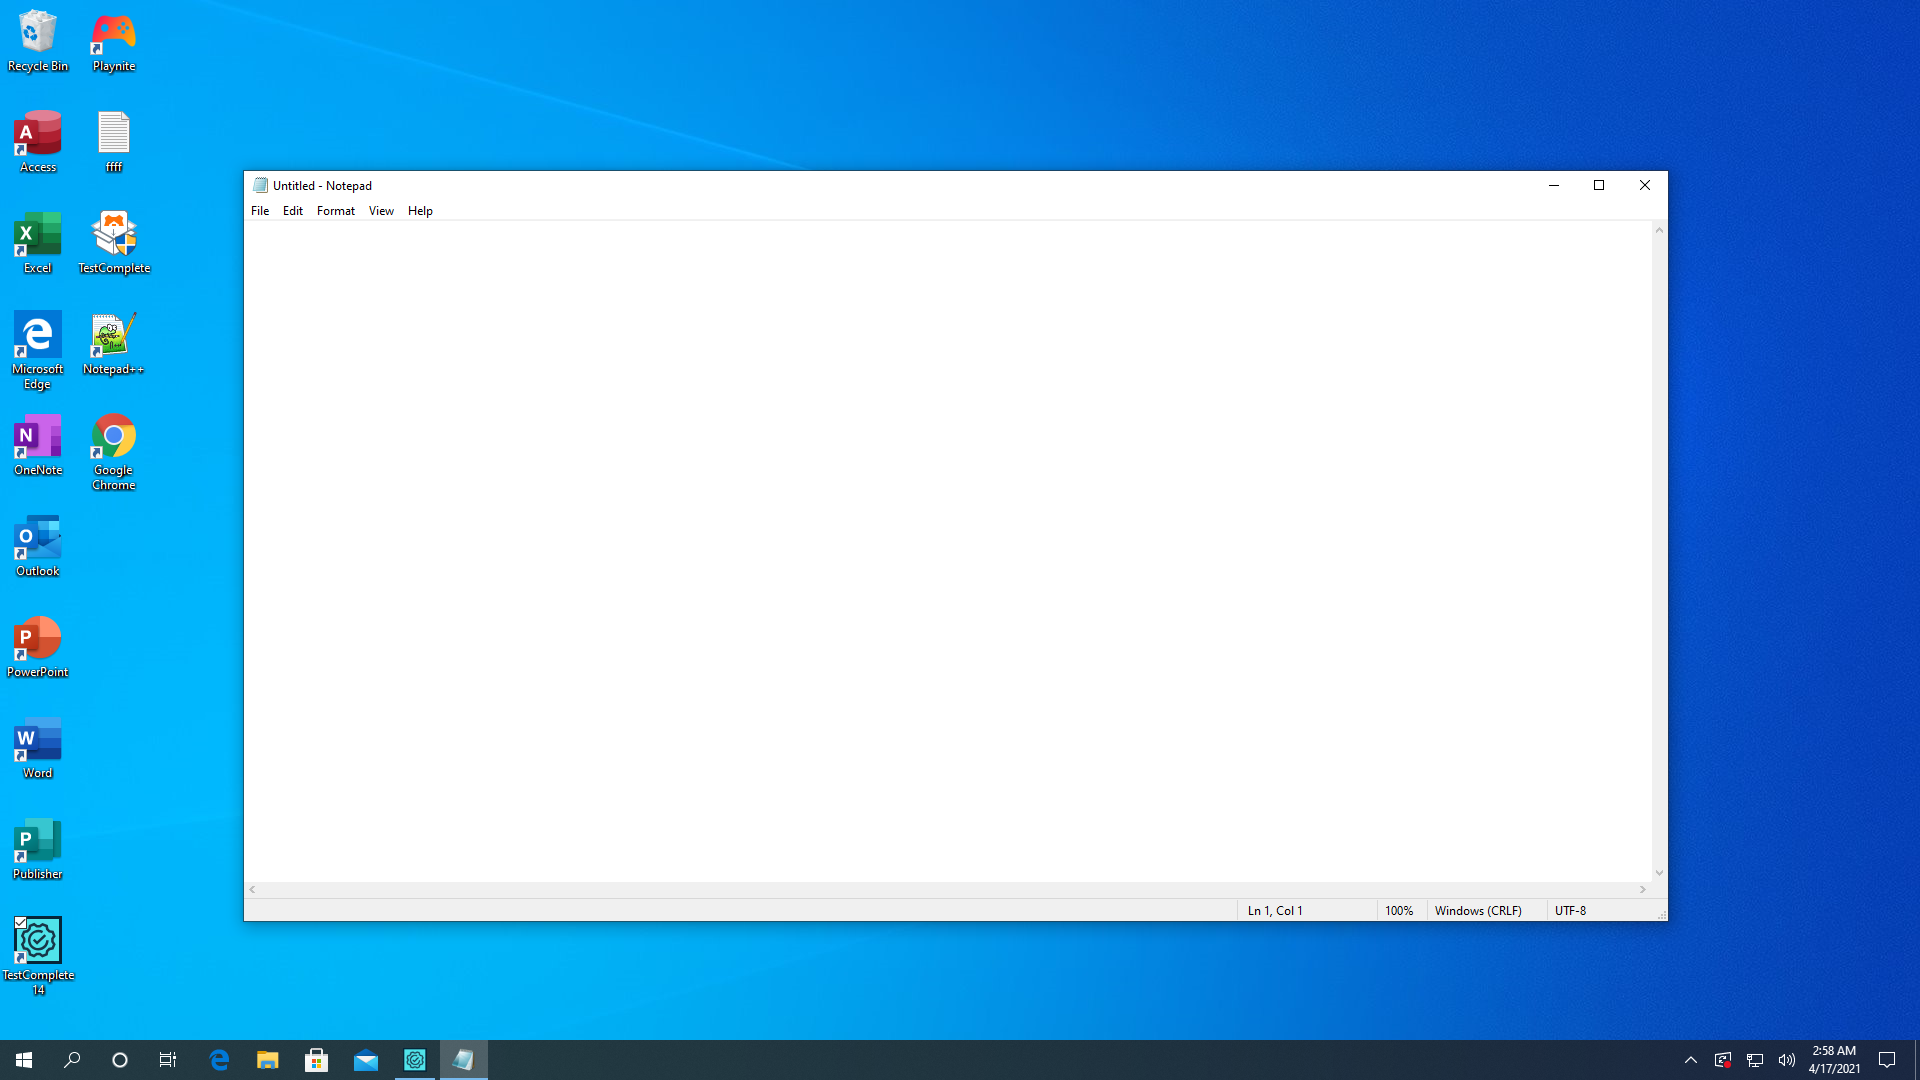 Recycle Bin
Playnite
Access
ffff
Excel
TestComplete
Microsoft
Edge
Notepad++
OneNote
Google
Chrome
Outlook
PowerPoint
Word
Publisher
TestComplete
14
Untitled - Notepad
File Edit Format View Help
Ln 1, Col 1 100% Windows (CRLF) UTF-8
2:58 AM
4/17/2021